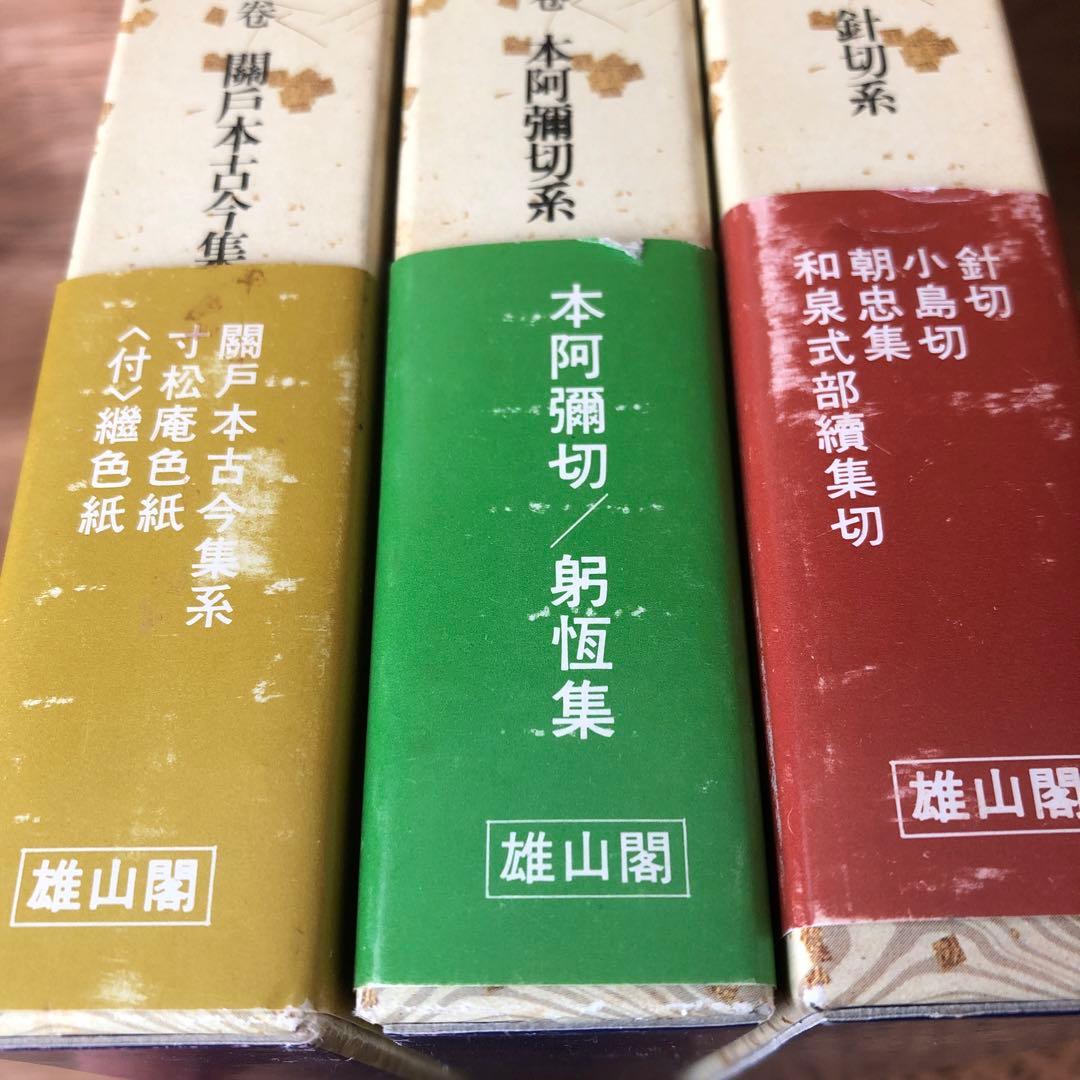 卷 關戸本古今集
關戸本古今集系
寸松庵色紙
〈付〉繼色紙
雄山閣
卷 本阿彌切系
本阿彌切／躬恆集
雄山閣
針切系
針切
小島切
朝忠集
和泉式部續集切
雄山閣